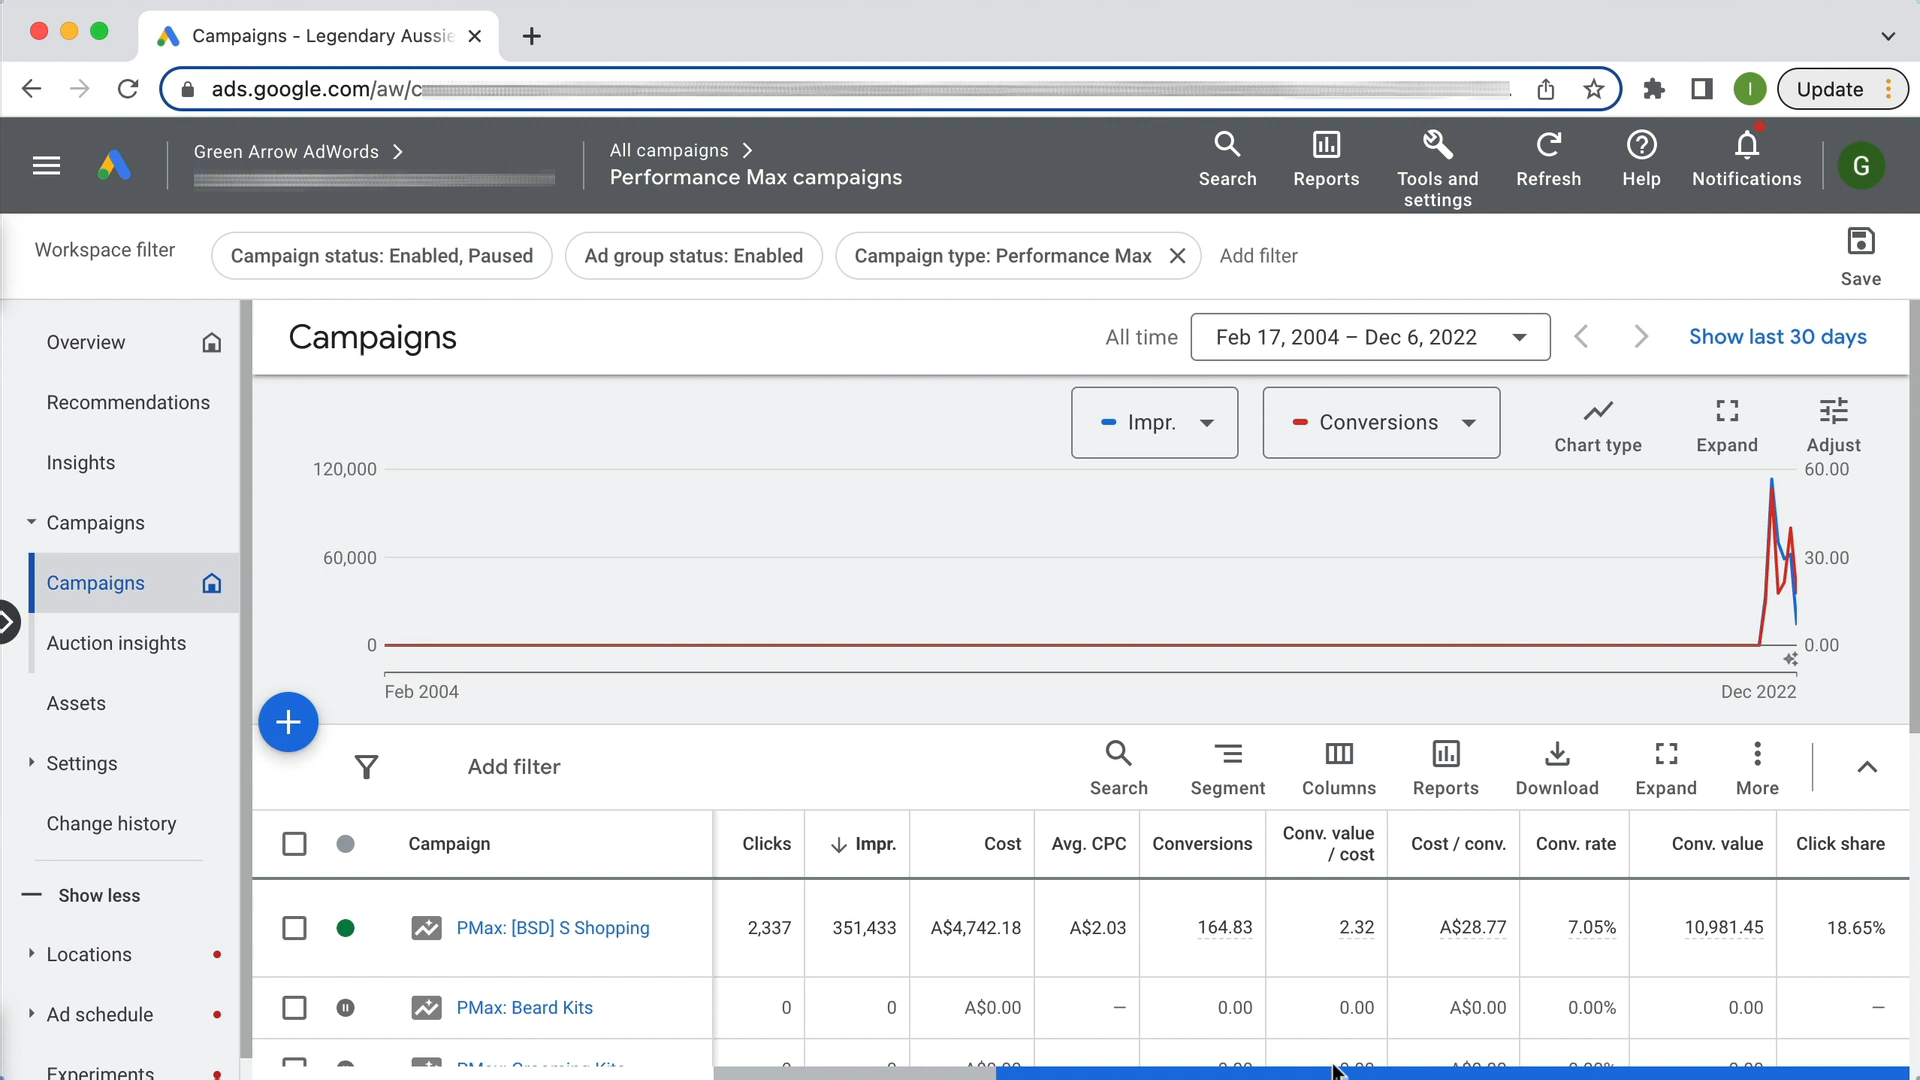 Campaigns - Legendary Aussie
ads.google.com/aw/c
I
Update
Green Arrow AdWords
All campaigns
Performance Max campaigns
Search
Reports
Tools and
settings
Refresh
Help
Notifications
G
Workspace filter
Campaign status: Enabled, Paused
Ad group status: Enabled
Campaign type: Performance Max
Add filter
Save
Overview
Recommendations
Insights
Campaigns
Campaigns
Auction insights
Assets
Settings
Change history
Show less
Locations
Ad schedule
Experiments
Campaigns
All time
Feb 17, 2004 – Dec 6, 2022
Show last 30 days
Impr.
Conversions
Chart type
Expand
Adjust
120,000
60,000
0
60.00
30.00
0.00
Feb 2004
Dec 2022
Add filter
Search
Segment
Columns
Reports
Download
Expand
More
Campaign
Clicks
Impr.
Cost
Avg. CPC
Conversions
Conv. value
/ cost
Cost / conv.
Conv. rate
Conv. value
Click share
PMax: [BSD] S Shopping
2,337
351,433
A$4,742.18
A$2.03
164.83
2.32
A$28.77
7.05%
10,981.45
18.65%
PMax: Beard Kits
0
0
A$0.00
—
0.00
0.00
A$0.00
0.00%
0.00
—